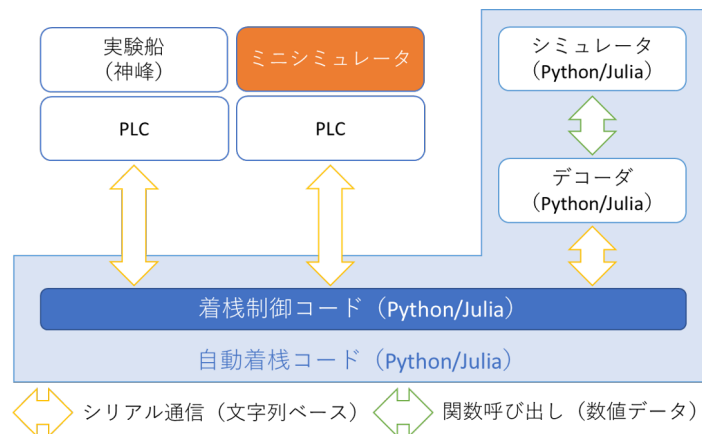 実験船
（神峰）
ミニシミュレータ
シミュレータ
（Python/Julia）
PLC
PLC
デコーダ
（Python/Julia）
着桟制御コード（Python/Julia）
自動着桟コード（Python/Julia）
シリアル通信（文字列ベース）
関数呼び出し（数値データ）